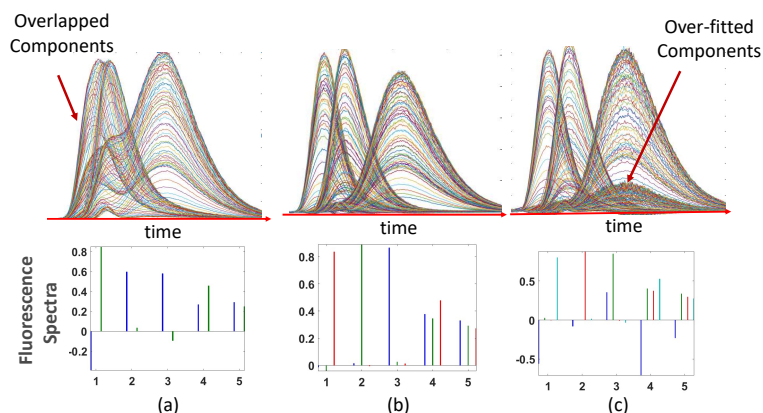 Overlapped
Components
Over-fitted
Components
time
time
time
Fluorescence
Spectra
0.8
0.6
0.4
0.2
0
-0.2
1 2 3 4 5
0.8
0.6
0.4
0.2
0
1 2 3 4 5
0.5
0
-0.5
1 2 3 4 5
(a)
(b)
(c)